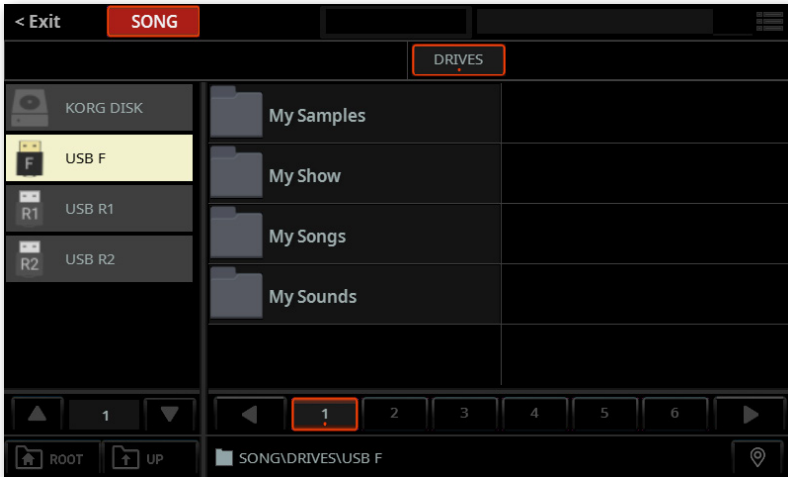 < Exit SONG
DRIVES
KORG DISK
F USB F
R1 USB R1
R2 USB R2
My Samples
My Show
My Songs
My Sounds
1
1 2 3 4 5 6
ROOT UP
SONG\DRIVES\USB F